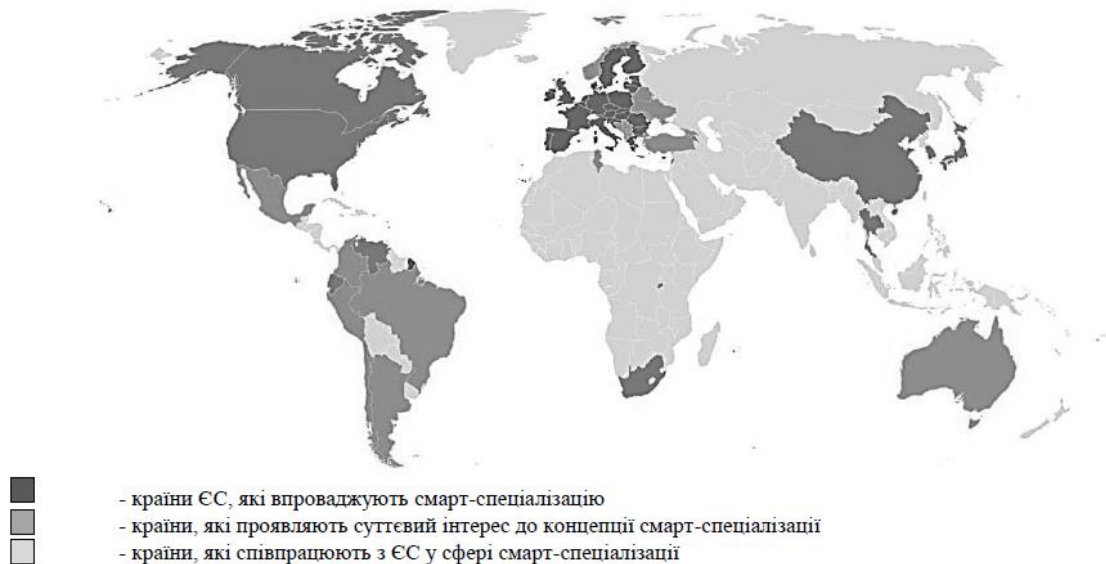 - країни ЄС, які впроваджують смарт-спеціалізацію
- країни, які проявляють суттєвий інтерес до концепції смарт-спеціалізації
- країни, які співпрацюють з ЄС у сфері смарт-спеціалізації